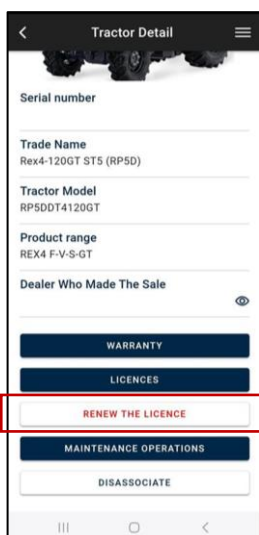 Tractor Detail
Serial number
Trade Name
Rex4-120GT ST5 (RP5D)
Tractor Model
RP5DDT4120GT
Product range
REX4 F-V-S-GT
Dealer Who Made The Sale
WARRANTY
LICENCES
RENEW THE LICENCE
MAINTENANCE OPERATIONS
DISASSOCIATE